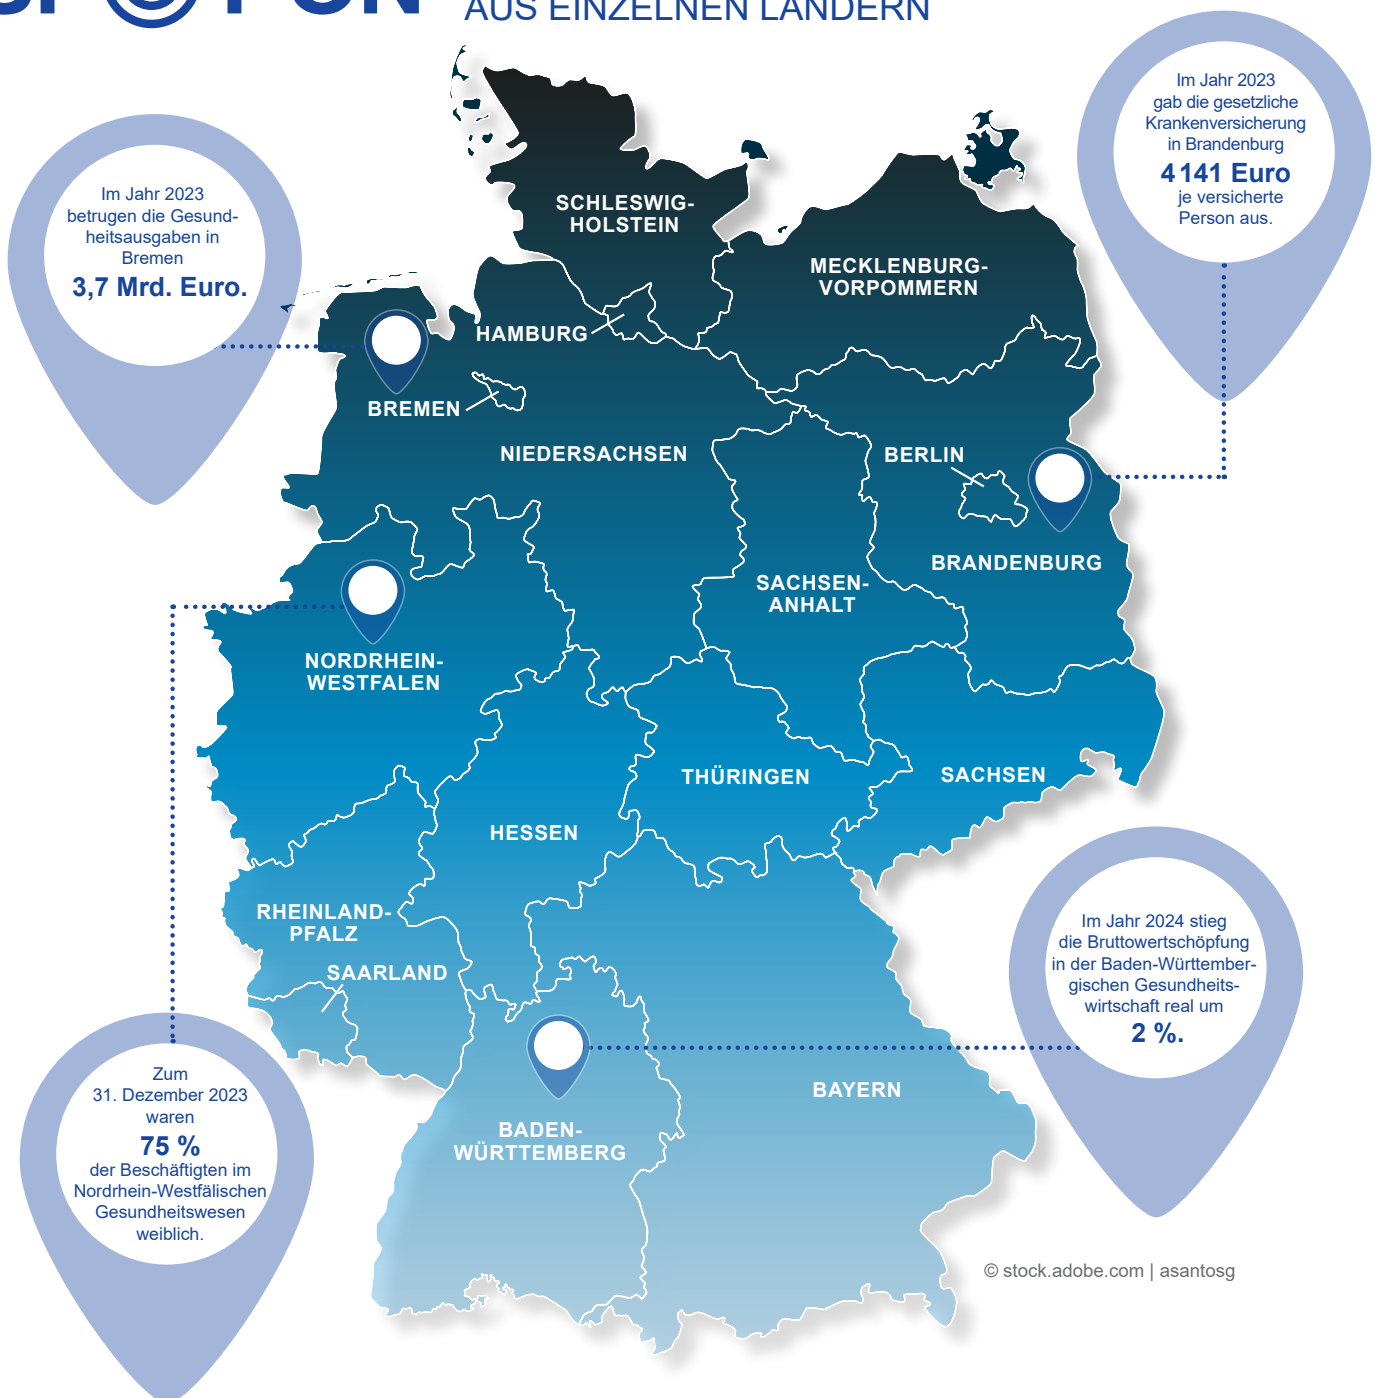 AUS EINZELNEN LÄNDERN
Im Jahr 2023
gab die gesetzliche
Krankenversicherung
in Brandenburg
4 141 Euro
je versicherte
Person aus.
Im Jahr 2023
betrugen die Gesund-
heitsausgaben in
Bremen
3,7 Mrd. Euro.
SCHLESWIG-
HOLSTEIN
MECKLENBURG-
VORPOMMERN
HAMBURG
BREMEN
NIEDERSACHSEN
BERLIN
BRANDENBURG
SACHSEN-
ANHALT
NORDRHEIN-
WESTFALEN
THÜRINGEN
SACHSEN
HESSEN
RHEINLAND-
PFALZ
SAARLAND
Im Jahr 2024 stieg
die Bruttowertschöpfung
in der Baden-Württember-
gischen Gesundheits-
wirtschaft real um
2 %.
Zum
31. Dezember 2023
waren
75 %
der Beschäftigten im
Nordrhein-Westfälischen
Gesundheitswesen
weiblich.
BAYERN
BADEN-
WÜRTTEMBERG
© stock.adobe.com | asantosg